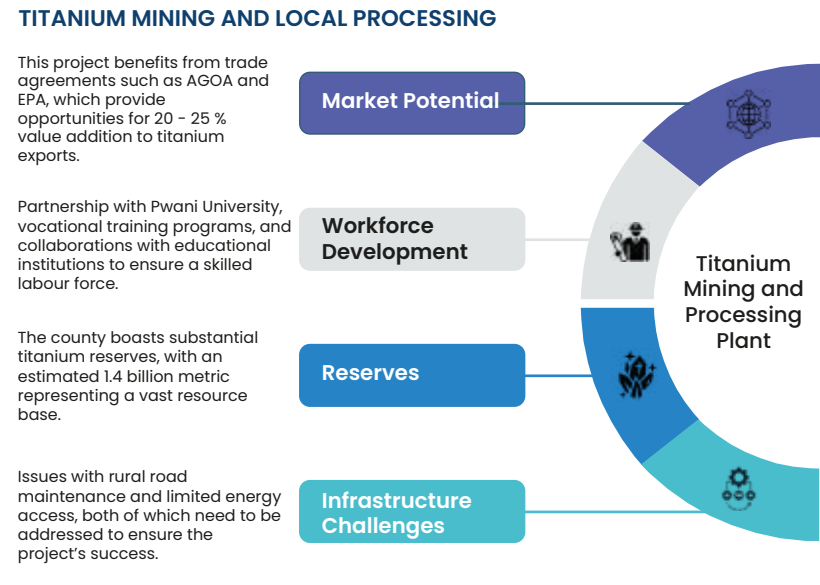 TITANIUM MINING AND LOCAL PROCESSING
This project benefits from trade
agreements such as AGOA and
EPA, which provide
opportunities for 20 - 25 %
value addition to titanium
exports.
Market Potential
Partnership with Pwani University,
vocational training programs, and
collaborations with educational
institutions to ensure a skilled
labour force.
Workforce
Development
The county boasts substantial
titanium reserves, with an
estimated 1.4 billion metric
representing a vast resource
base.
Reserves
Issues with rural road
maintenance and limited energy
access, both of which need to be
addressed to ensure the
project's success.
Infrastructure
Challenges
Titanium
Mining and
Processing
Plant